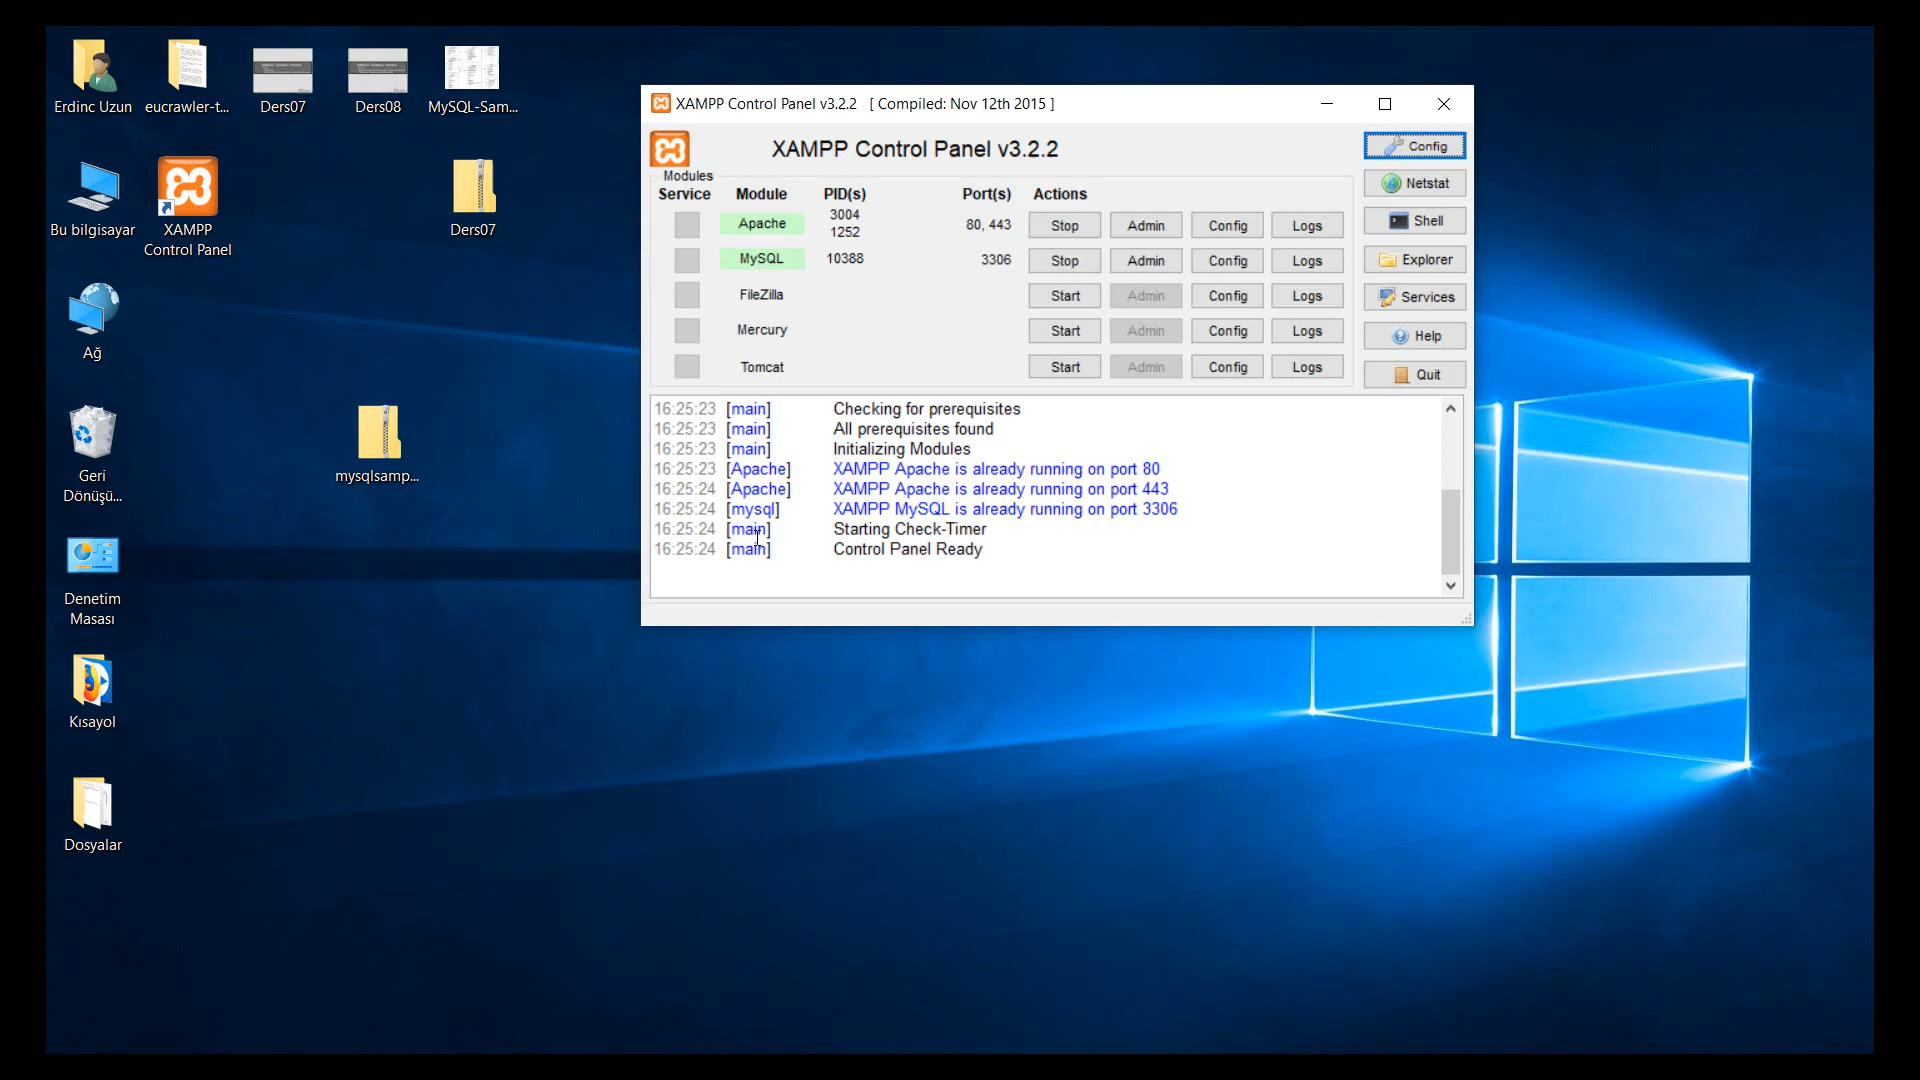 Erdinc Uzun
eucrawler-t...
Ders07
Ders08
MySQL-Sam...
Bu bilgisayar
XAMPP
Control Panel
Ders07
Ağ
Geri
Dönüşü...
mysqlsamp...
Denetim
Masası
Kısayol
Dosyalar
XAMPP Control Panel v3.2.2 [ Compiled: Nov 12th 2015 ]
XAMPP Control Panel v3.2.2
Config
Modules
Netstat
Service Module PID(s) Port(s) Actions
Apache 3004 1252 80, 443 Stop Admin Config Logs
Shell
MySQL 10388 3306 Stop Admin Config Logs
Explorer
FileZilla Start Admin Config Logs
Services
Mercury Start Admin Config Logs
Help
Tomcat Start Admin Config Logs
Quit
16:25:23 [main] Checking for prerequisites
16:25:23 [main] All prerequisites found
16:25:23 [main] Initializing Modules
16:25:23 [Apache] XAMPP Apache is already running on port 80
16:25:24 [Apache] XAMPP Apache is already running on port 443
16:25:24 [mysql] XAMPP MySQL is already running on port 3306
16:25:24 [main] Starting Check-Timer
16:25:24 [main] Control Panel Ready